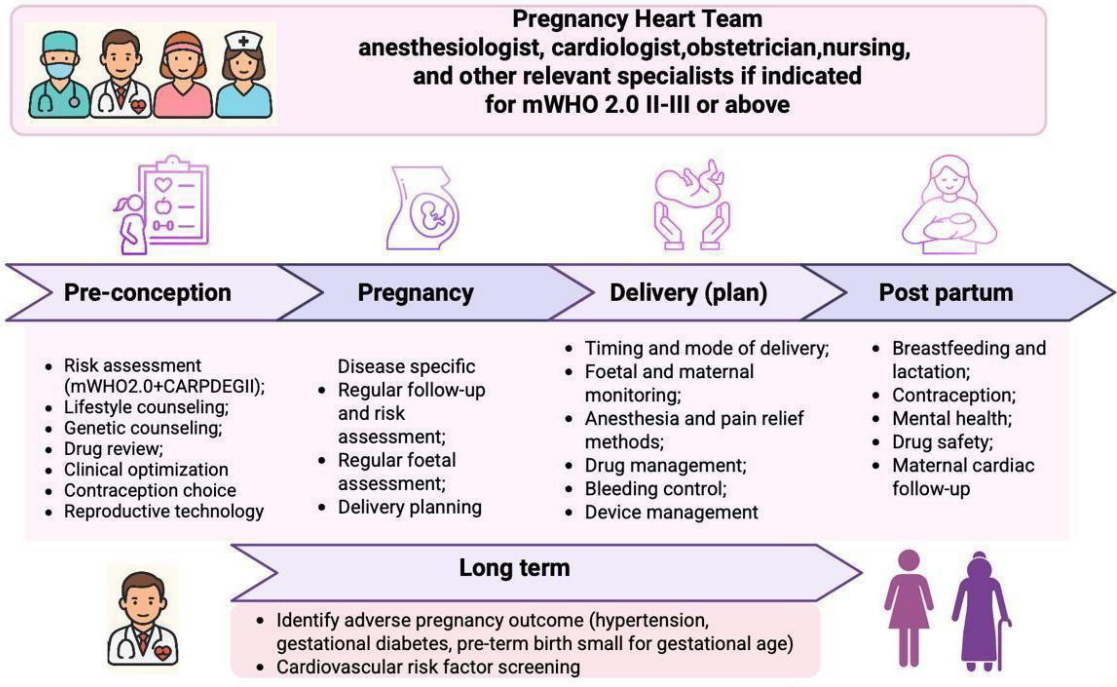 Pregnancy Heart Team
anesthesiologist, cardiologist,obstetrician,nursing,
and other relevant specialists if indicated
for mWHO 2.0 II-III or above
Pre-conception
• Risk assessment
(mWHO2.0+CARPDEGII);
• Lifestyle counseling;
• Genetic counseling;
• Drug review;
• Clinical optimization
• Contraception choice
• Reproductive technology
Pregnancy
Disease specific
• Regular follow-up
and risk
assessment;
• Regular foetal
assessment;
• Delivery planning
Delivery (plan)
• Timing and mode of delivery;
• Foetal and maternal
monitoring;
• Anesthesia and pain relief
methods;
• Drug management;
• Bleeding control;
• Device management
Post partum
• Breastfeeding and
lactation;
• Contraception;
• Mental health;
• Drug safety;
• Maternal cardiac
follow-up
Long term
• Identify adverse pregnancy outcome (hypertension,
gestational diabetes, pre-term birth small for gestational age)
• Cardiovascular risk factor screening